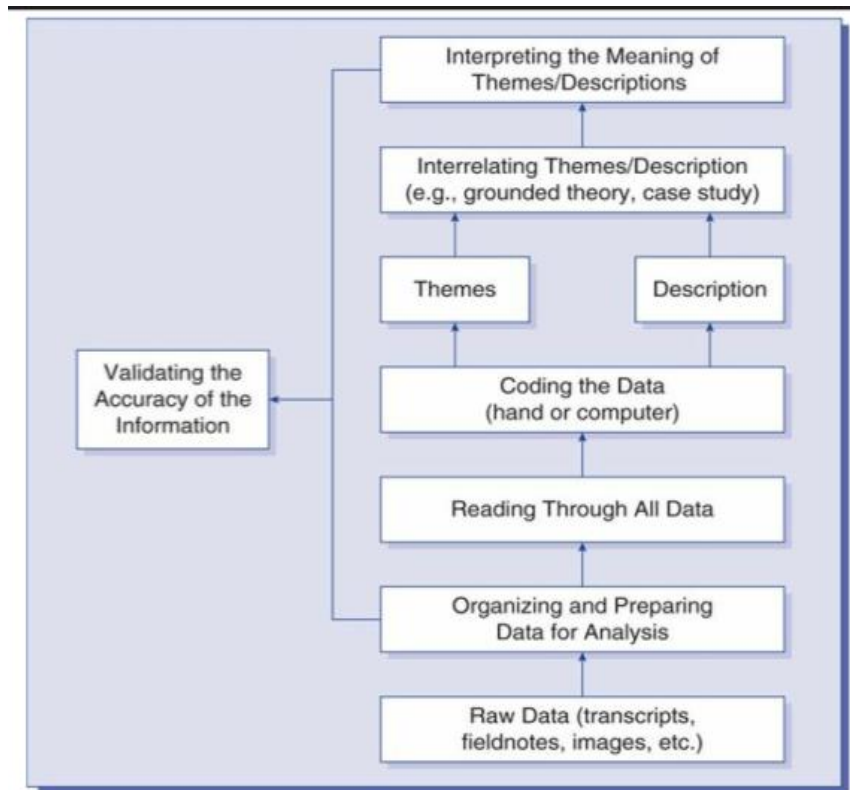 Interpreting the Meaning of
Themes/Descriptions
Interrelating Themes/Description
(e.g., grounded theory, case study)
Themes
Description
Validating the
Accuracy of the
Information
Coding the Data
(hand or computer)
Reading Through All Data
Organizing and Preparing
Data for Analysis
Raw Data (transcripts,
fieldnotes, images, etc.)